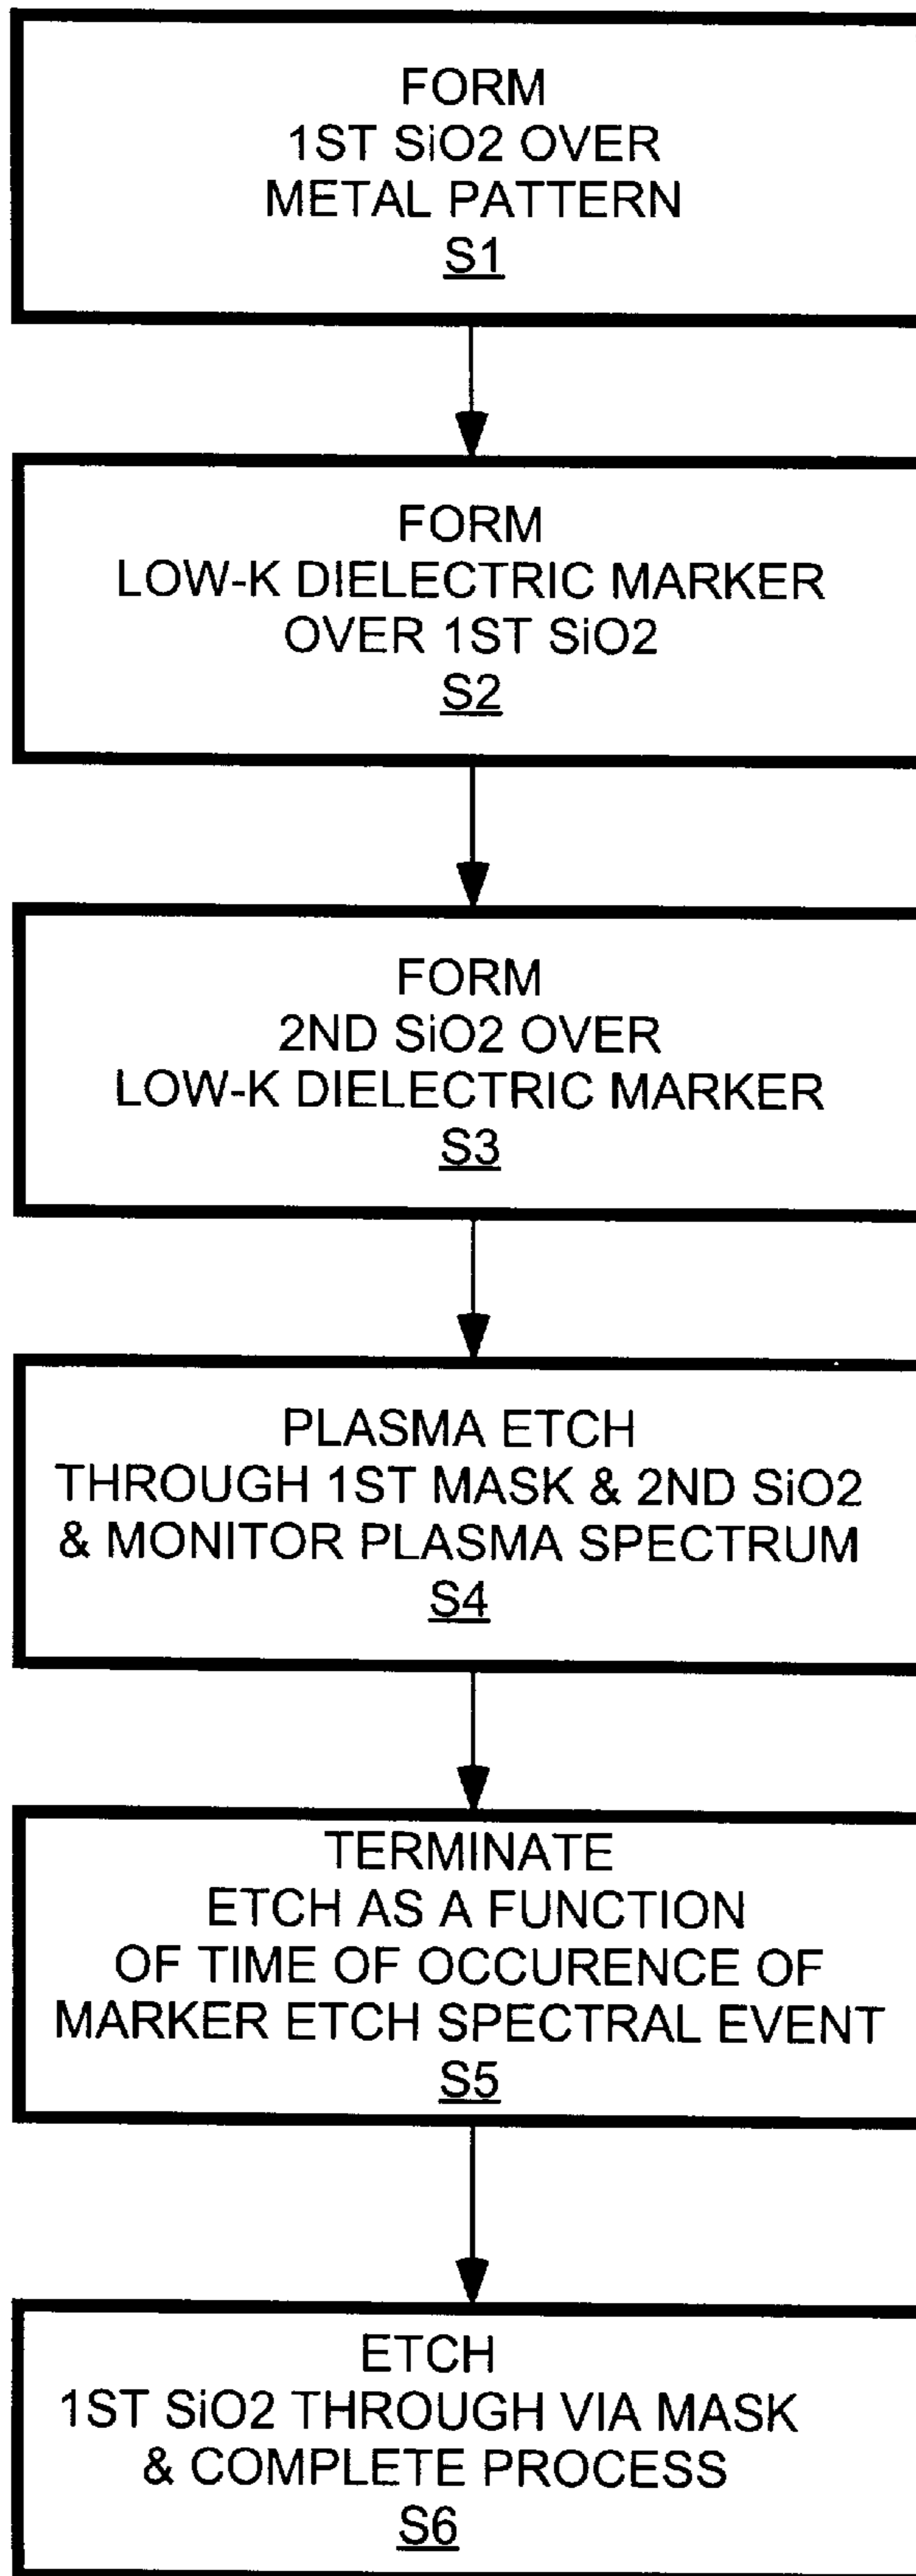 FORM
1ST SiO2 OVER
METAL PATTERN
S1
FORM
LOW-K DIELECTRIC MARKER
OVER 1ST SiO2
S2
FORM
2ND SiO2 OVER
LOW-K DIELECTRIC MARKER
S3
PLASMA ETCH
THROUGH 1ST MASK & 2ND SiO2
& MONITOR PLASMA SPECTRUM
S4
TERMINATE
ETCH AS A FUNCTION
OF TIME OF OCCURENCE OF
MARKER ETCH SPECTRAL EVENT
S5
ETCH
1ST SiO2 THROUGH VIA MASK
& COMPLETE PROCESS
S6